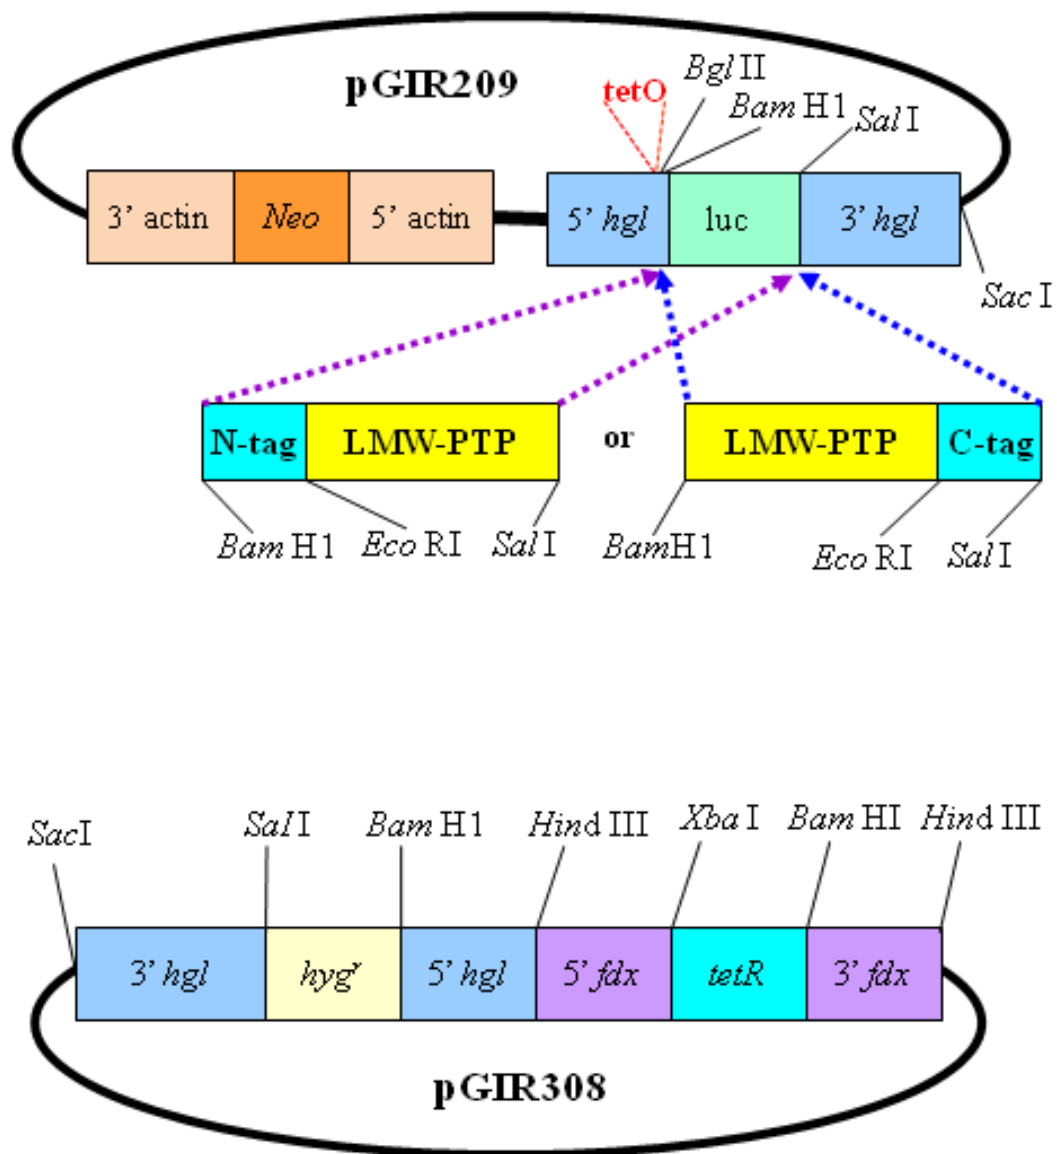 pGIR209
tetO
Bgl II
Bam H1
Sal I
3’ actin Neo 5’ actin 5’ hgl luc 3’ hgl
Sac I
N-tag LMW-PTP or LMW-PTP C-tag
Bam H1 Eco RI Sal I BamH1 Eco RI Sal I
SacI Sal I Bam H1 Hind III Xba I Bam HI Hind III
3’ hgl hygʳ 5’ hgl 5’ fdx tetR 3’ fdx
pGIR308